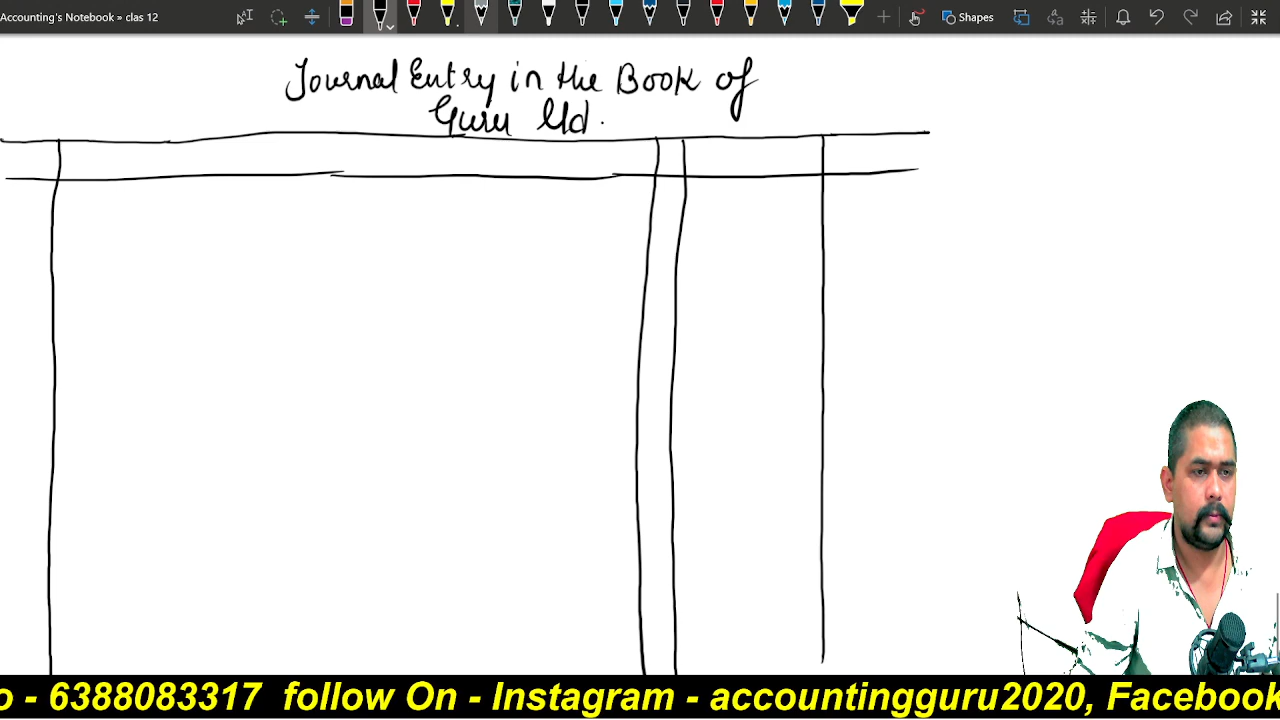 Accounting's Notebook » clas 12
Shapes
Journal Entry in the Book of
Guru Ltd.
o - 6388083317 follow On - Instagram - accountingguru2020, Facebook